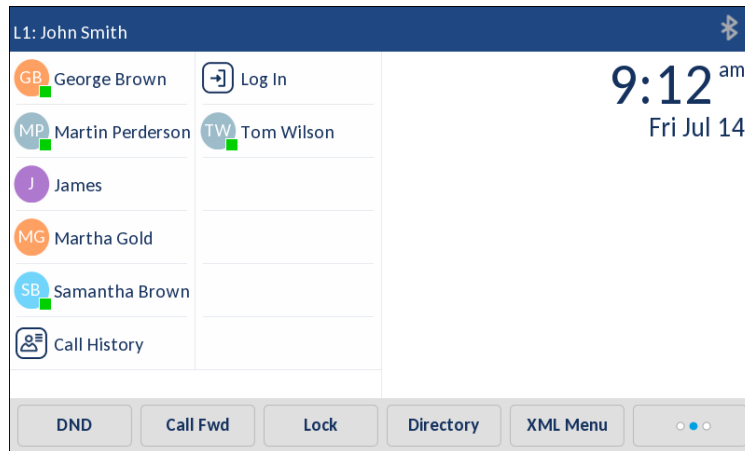 L1: John Smith
GB George Brown
Log In
9:12 am
MP Martin Perderson
TW Tom Wilson
Fri Jul 14
J James
MG Martha Gold
SB Samantha Brown
Call History
DND
Call Fwd
Lock
Directory
XML Menu